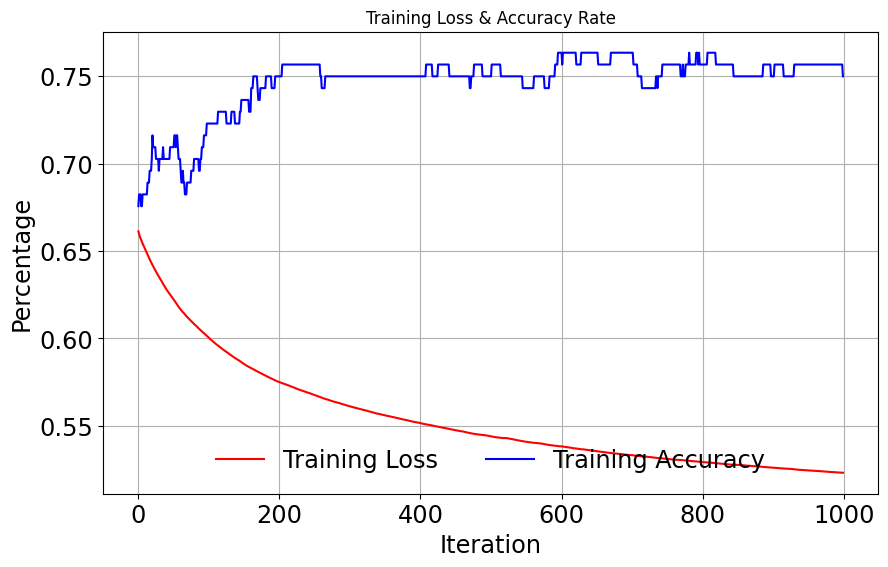 Training Loss & Accuracy Rate
Percentage
0.75
0.70
0.65
0.60
0.55
Training Loss
Training Accuracy
0 200 400 600 800 1000
Iteration